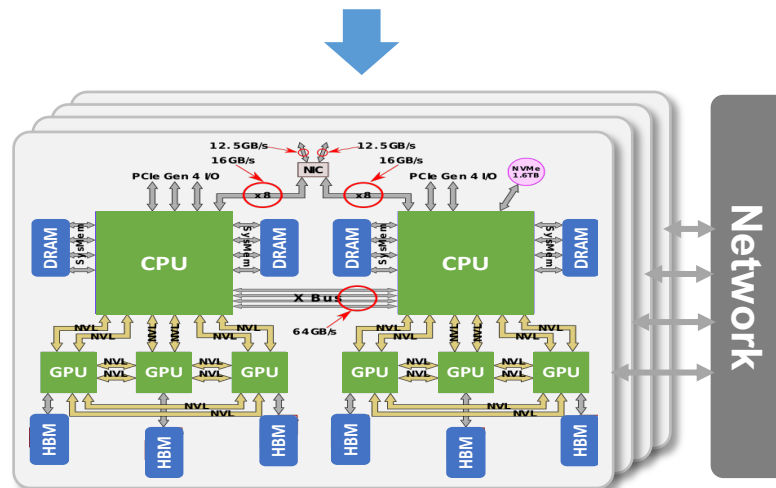 12.5GB/s
12.5GB/s
16GB/s
16GB/s
NIC
PCIe Gen 4 I/O
PCIe Gen 4 I/O
NVMe
1.6TB
x8
x8
DRAM
SysMem
CPU
SysMem
DRAM
DRAM
CPU
SysMem
DRAM
X Bus
64GB/s
NVL
NVL
NVL
NVL
NVL
NVL
NVL
NVL
NVL
NVL
NVL
NVL
GPU
NVL
NVL
GPU
NVL
NVL
GPU
GPU
NVL
NVL
GPU
NVL
NVL
GPU
NVL
NVL
NVL
NVL
HBM
HBM
HBM
HBM
HBM
HBM
Network